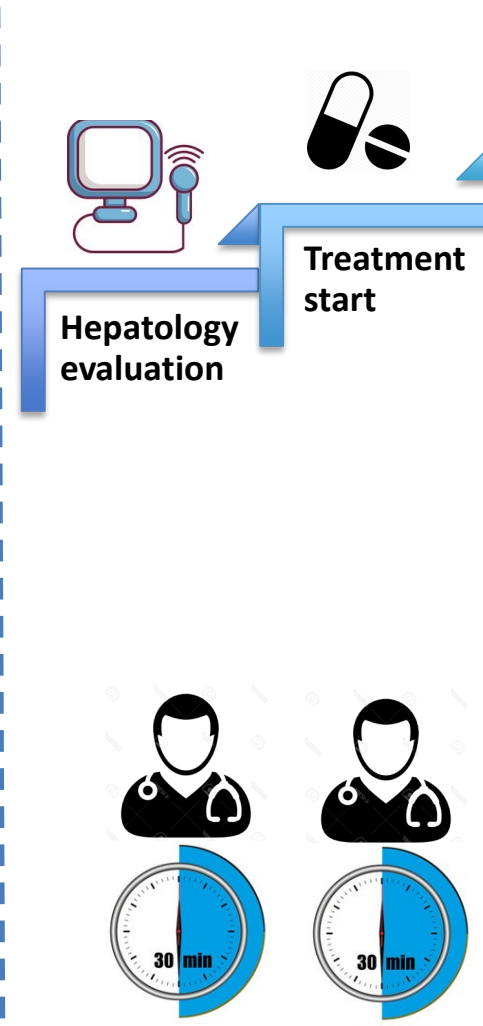 Treatment
start
Hepatology
evaluation
30 min
30 min